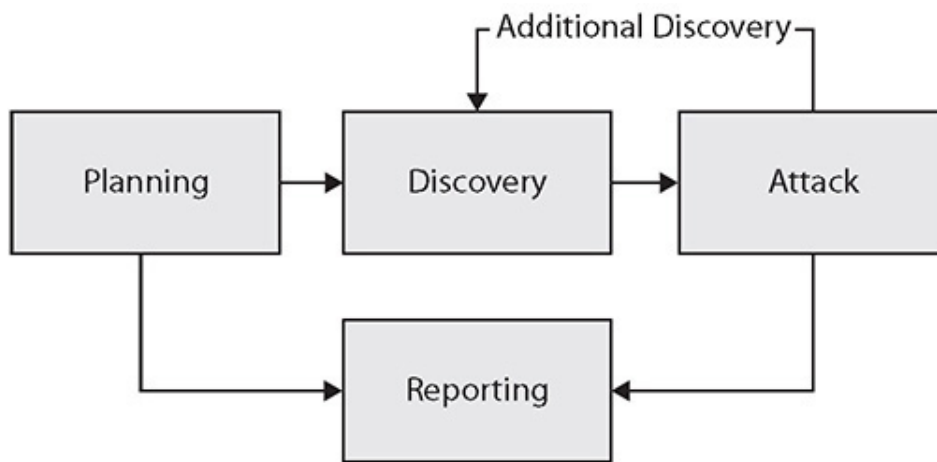 Additional Discovery
Planning
Discovery
Attack
Reporting